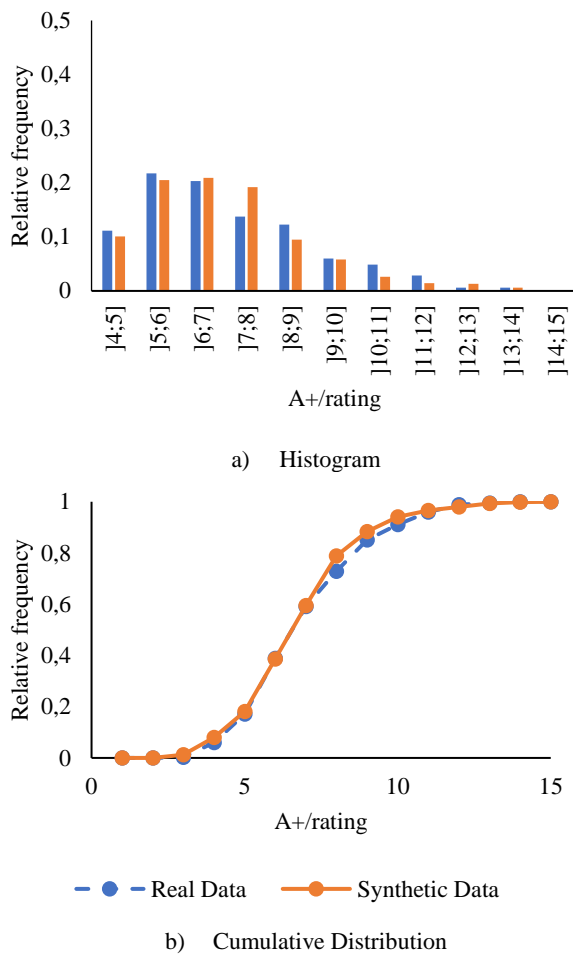 0,5
0,4
0,3
0,2
0,1
0
Relative frequency
]4;5]
]5;6]
]6;7]
]7;8]
]8;9]
]9;10]
]10;11]
]11;12]
]12;13]
]13;14]
]14;15]
A+/rating
a) Histogram
1
0,8
0,6
0,4
0,2
0
Relative frequency
0 5 10 15
A+/rating
Real Data Synthetic Data
b) Cumulative Distribution